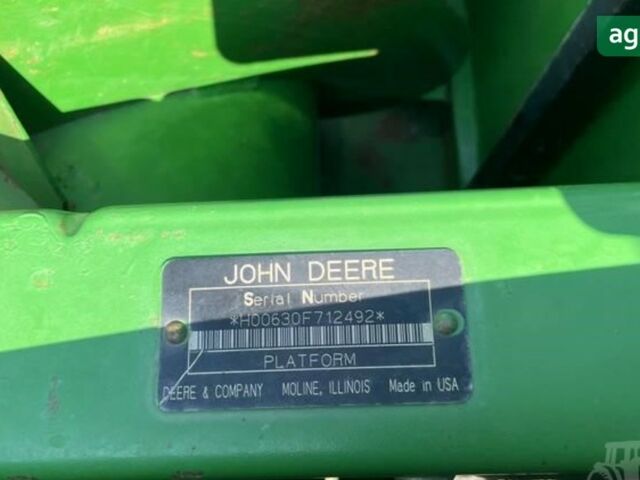 ag
JOHN DEERE
Serial Number
*H00630F712492*
PLATFORM
DEERE & COMPANY MOLINE, ILLINOIS Made in USA